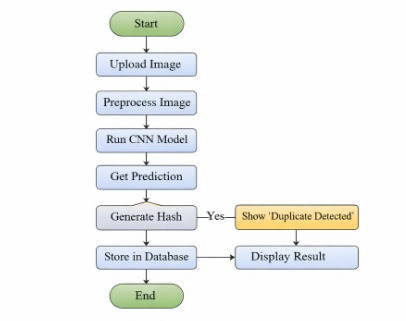 Start
Upload Image
Preprocess Image
Run CNN Model
Get Prediction
Generate Hash
Yes
Show 'Duplicate Detected'
Store in Database
Display Result
End